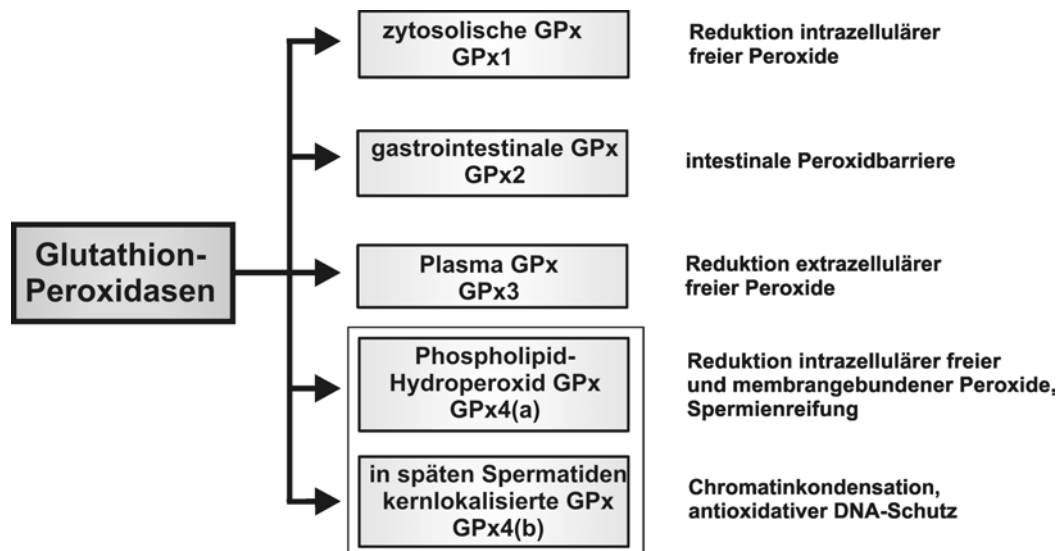 Glutathion-
Peroxidasen
zytosolische GPx
GPx1
Reduktion intrazellulärer
freier Peroxide
gastrointestinale GPx
GPx2
intestinale Peroxidbarriere
Plasma GPx
GPx3
Reduktion extrazellulärer
freier Peroxide
Phospholipid-
Hydroperoxid GPx
GPx4(a)
Reduktion intrazellulärer freier
und membrangebundener Peroxide,
Spermienreifung
in späten Spermatiden
kernlokalisierte GPx
GPx4(b)
Chromatinkondensation,
antioxidativer DNA-Schutz